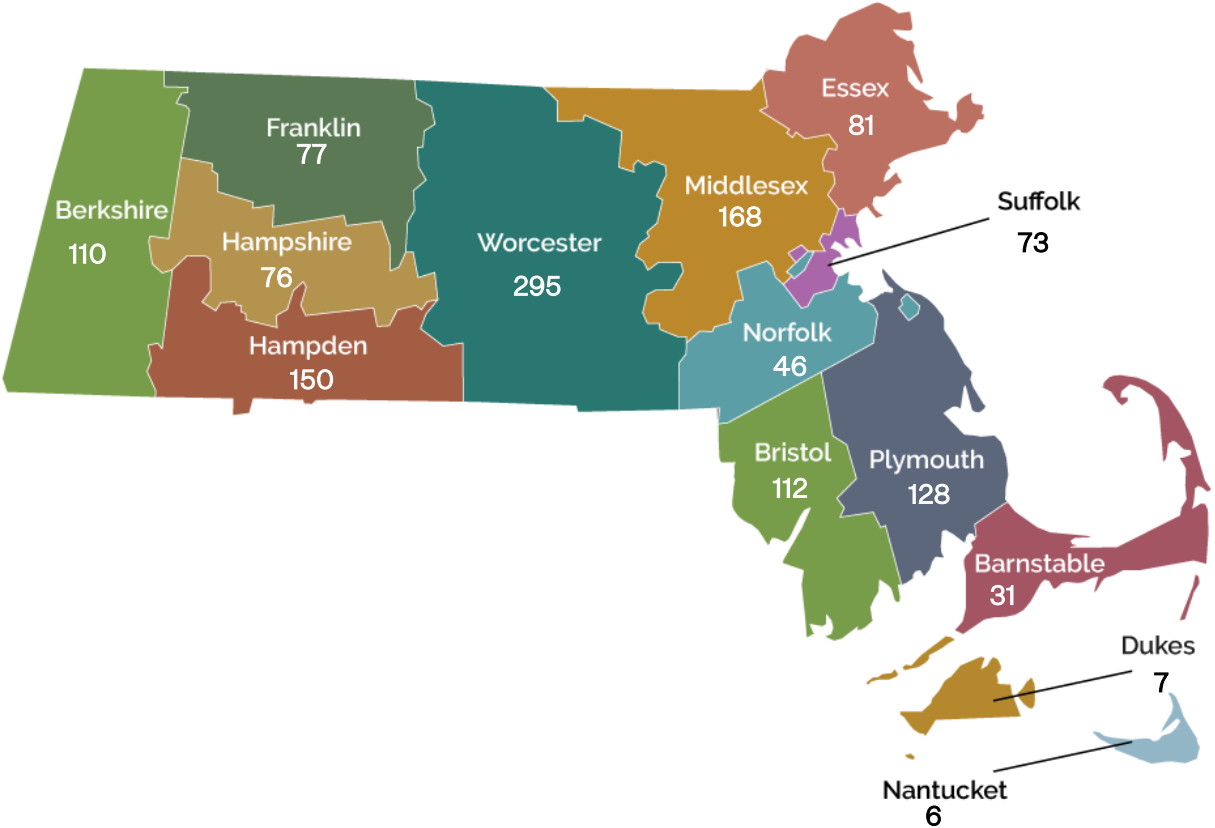 Essex
81
Franklin
77
Middlesex
168
Suffolk
73
Berkshire
110
Hampshire
76
Worcester
295
Norfolk
46
Hampden
150
Bristol
112
Plymouth
128
Barnstable
31
Dukes
7
Nantucket
6